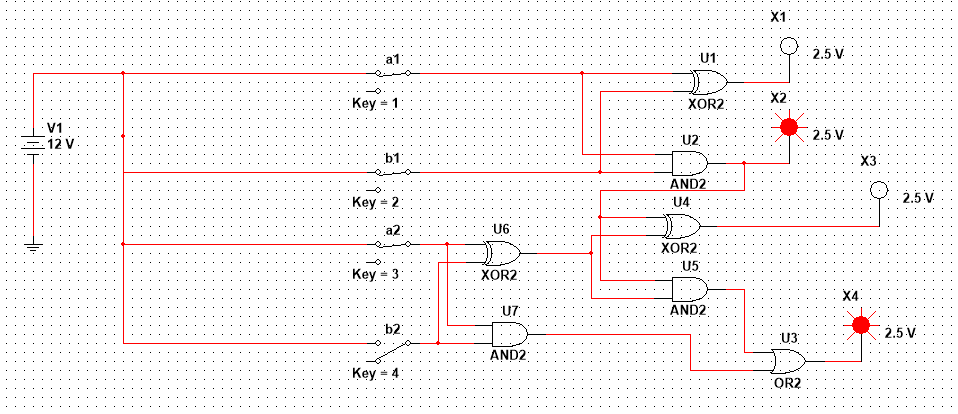 X1
a1
U1
2.5 V
XOR2
Key = 1
X2
V1
12 V
2.5 V
U2
b1
X3
AND2
Key = 2
U4
2.5 V
a2
U6
XOR2
Key = 3
XOR2
U5
X4
U7
AND2
b2
2.5 V
U3
AND2
Key = 4
OR2